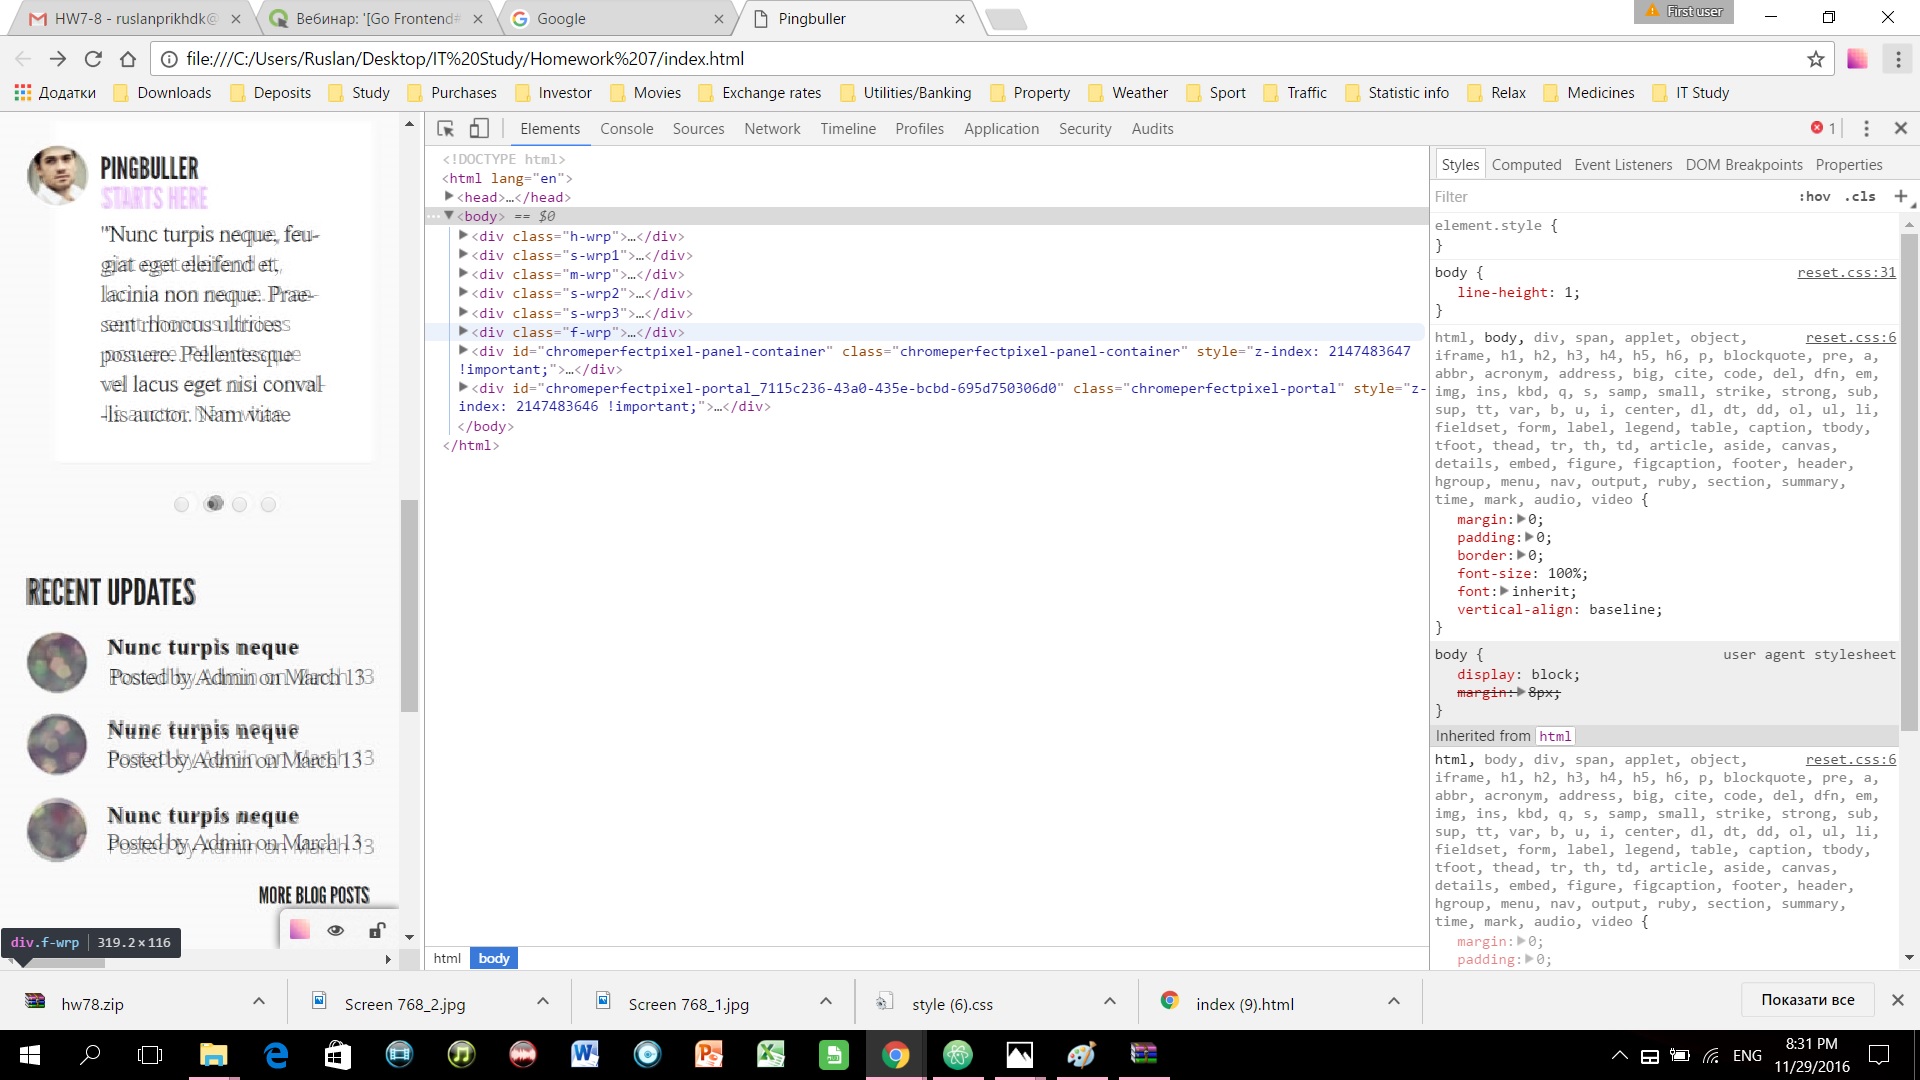 HW7-8 - ruslanprikhdk@
Вебинар: '[Go Frontend#
Google
Pingbuller
First user
file:///C:/Users/Ruslan/Desktop/IT%20Study/Homework%207/index.html
Додатки
Downloads
Deposits
Study
Purchases
Investor
Movies
Exchange rates
Utilities/Banking
Property
Weather
Sport
Traffic
Statistic info
Relax
Medicines
IT Study
PINGBULLER
STARTS HERE
"Nunc turpis neque, feu-
giat eget eleifend et,
lacinia non neque. Prae-
sent rhoncus ultrices
posuere. Pellentesque
vel lacus eget nisi conval-
-lis auctor. Nam vitae
RECENT UPDATES
Nunc turpis neque
Posted by Admin on March 13
Nunc turpis neque
Posted by Admin on March 13
Nunc turpis neque
Posted by Admin on March 13
MORE BLOG POSTS
div.f-wrp 319.2×116
Elements
Console
Sources
Network
Timeline
Profiles
Application
Security
Audits
1
<!DOCTYPE html>
<html lang="en">
<head>…</head>
<body> == $0
<div class="h-wrp">…</div>
<div class="s-wrp1">…</div>
<div class="m-wrp">…</div>
<div class="s-wrp2">…</div>
<div class="s-wrp3">…</div>
<div class="f-wrp">…</div>
<div id="chromeperfectpixel-panel-container" class="chromeperfectpixel-panel-container" style="z-index: 2147483647
!important;">…</div>
<div id="chromeperfectpixel-portal_7115c236-43a0-435e-bcbd-695d750306d0" class="chromeperfectpixel-portal" style="z-
index: 2147483646 !important;">…</div>
</body>
</html>
html
body
Styles
Computed
Event Listeners
DOM Breakpoints
Properties
Filter
:hov .cls
element.style {
}
body { reset.css:31
line-height: 1;
}
html, body, div, span, applet, object, reset.css:6
iframe, h1, h2, h3, h4, h5, h6, p, blockquote, pre, a,
abbr, acronym, address, big, cite, code, del, dfn, em,
img, ins, kbd, q, s, samp, small, strike, strong, sub,
sup, tt, var, b, u, i, center, dl, dt, dd, ol, ul, li,
fieldset, form, label, legend, table, caption, tbody,
tfoot, thead, tr, th, td, article, aside, canvas,
details, embed, figure, figcaption, footer, header,
hgroup, menu, nav, output, ruby, section, summary,
time, mark, audio, video {
margin: 0;
padding: 0;
border: 0;
font-size: 100%;
font: inherit;
vertical-align: baseline;
}
body { user agent stylesheet
display: block;
margin: 8px;
}
Inherited from html
html, body, div, span, applet, object, reset.css:6
iframe, h1, h2, h3, h4, h5, h6, p, blockquote, pre, a,
abbr, acronym, address, big, cite, code, del, dfn, em,
img, ins, kbd, q, s, samp, small, strike, strong, sub,
sup, tt, var, b, u, i, center, dl, dt, dd, ol, ul, li,
fieldset, form, label, legend, table, caption, tbody,
tfoot, thead, tr, th, td, article, aside, canvas,
details, embed, figure, figcaption, footer, header,
hgroup, menu, nav, output, ruby, section, summary,
time, mark, audio, video {
margin: 0;
padding: 0;
hw78.zip
Screen 768_2.jpg
Screen 768_1.jpg
style (6).css
index (9).html
Показати все
ENG
8:31 PM
11/29/2016